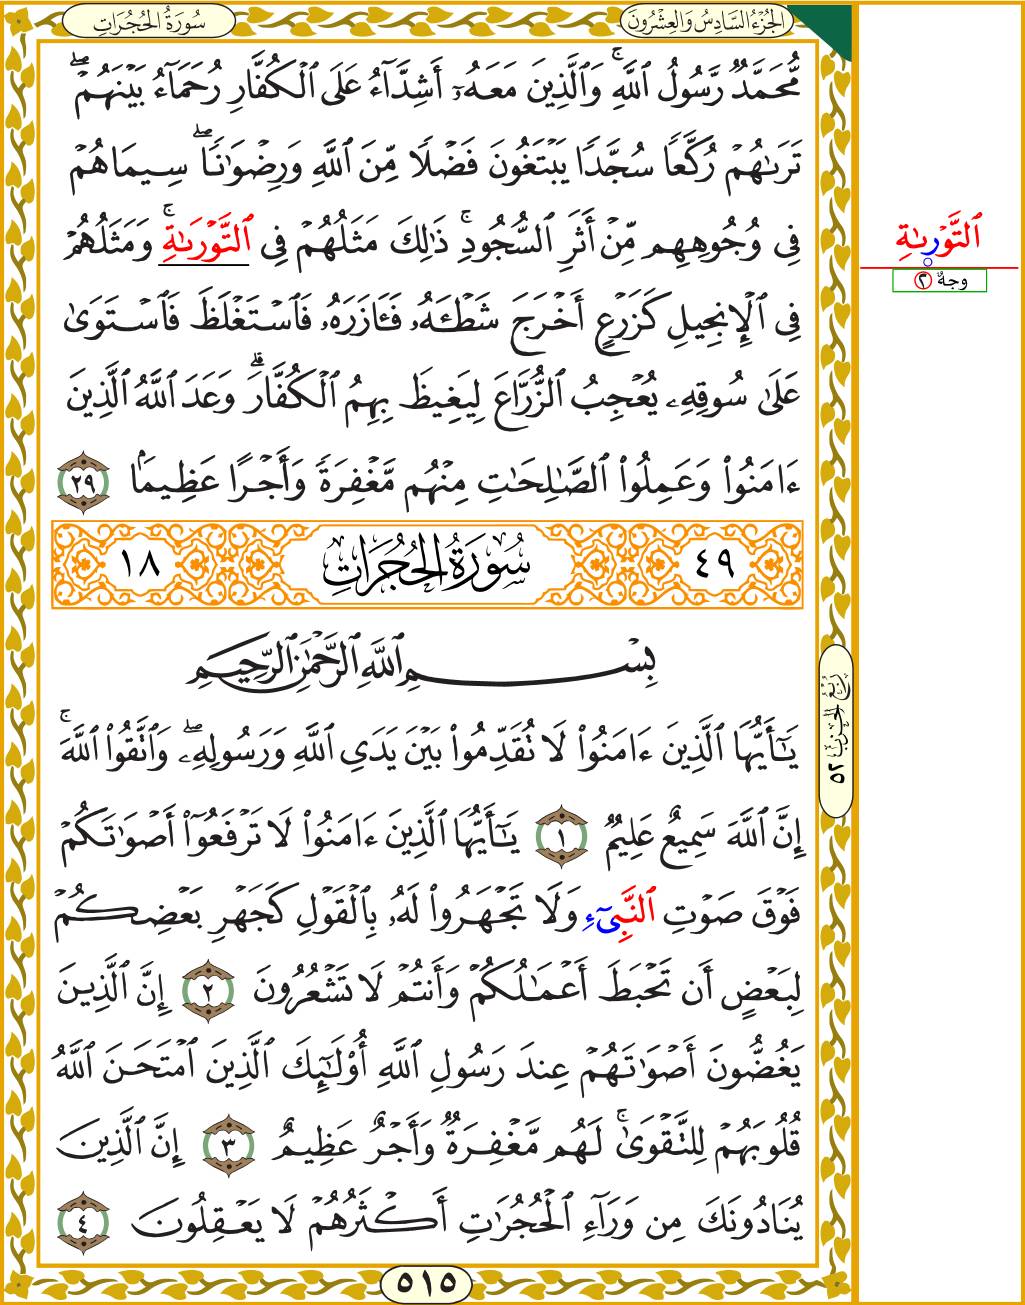 سُورَةُ الحُجُرَاتِ
الجُزْءُ السَّادِسُ وَالعِشْرُونَ
مُّحَمَّدٞ رَّسُولُ ٱللَّهِۚ وَٱلَّذِينَ مَعَهُۥٓ أَشِدَّآءُ عَلَى ٱلۡكُفَّارِ رُحَمَآءُ بَيۡنَهُمۡۖ
تَرَىٰهُمۡ رُكَّعٗا سُجَّدٗا يَبۡتَغُونَ فَضۡلٗا مِّنَ ٱللَّهِ وَرِضۡوَٰنٗاۖ سِيمَاهُمۡ
فِي وُجُوهِهِم مِّنۡ أَثَرِ ٱلسُّجُودِۚ ذَٰلِكَ مَثَلُهُمۡ فِي ٱلتَّوۡرَىٰةِۚ وَمَثَلُهُمۡ
فِي ٱلۡإِنجِيلِ كَزَرۡعٍ أَخۡرَجَ شَطۡـَٔهُۥ فَـَٔازَرَهُۥ فَٱسۡتَغۡلَظَ فَٱسۡتَوَىٰ
عَلَىٰ سُوقِهِۦ يُعۡجِبُ ٱلزُّرَّاعَ لِيَغِيظَ بِهِمُ ٱلۡكُفَّارَۗ وَعَدَ ٱللَّهُ ٱلَّذِينَ
ءَامَنُواْ وَعَمِلُواْ ٱلصَّٰلِحَٰتِ مِنۡهُم مَّغۡفِرَةٗ وَأَجۡرًا عَظِيمَۢا ٢٩
٤٩ سُورَةُ الحُجُرَاتِ ١٨
بِسۡمِ ٱللَّهِ ٱلرَّحۡمَٰنِ ٱلرَّحِيمِ
يَٰٓأَيُّهَا ٱلَّذِينَ ءَامَنُواْ لَا تُقَدِّمُواْ بَيۡنَ يَدَيِ ٱللَّهِ وَرَسُولِهِۦۖ وَٱتَّقُواْ ٱللَّهَۚ
إِنَّ ٱللَّهَ سَمِيعٌ عَلِيمٞ ١ يَٰٓأَيُّهَا ٱلَّذِينَ ءَامَنُواْ لَا تَرۡفَعُوٓاْ أَصۡوَٰتَكُمۡ
فَوۡقَ صَوۡتِ ٱلنَّبِيٓءِ وَلَا تَجۡهَرُواْ لَهُۥ بِٱلۡقَوۡلِ كَجَهۡرِ بَعۡضِكُمۡ
لِبَعۡضٍ أَن تَحۡبَطَ أَعۡمَٰلُكُمۡ وَأَنتُمۡ لَا تَشۡعُرُونَ ٢ إِنَّ ٱلَّذِينَ
يَغُضُّونَ أَصۡوَٰتَهُمۡ عِندَ رَسُولِ ٱللَّهِ أُوْلَٰٓئِكَ ٱلَّذِينَ ٱمۡتَحَنَ ٱللَّهُ
قُلُوبَهُمۡ لِلتَّقۡوَىٰۚ لَهُم مَّغۡفِرَةٞ وَأَجۡرٌ عَظِيمٌ ٣ إِنَّ ٱلَّذِينَ
يُنَادُونَكَ مِن وَرَآءِ ٱلۡحُجُرَٰتِ أَكۡثَرُهُمۡ لَا يَعۡقِلُونَ ٤
٥١٥
ٱلتَّوۡرَىٰةِ
وجهٌ ٢
رُبْعُ الحِزْبِ ٥٢